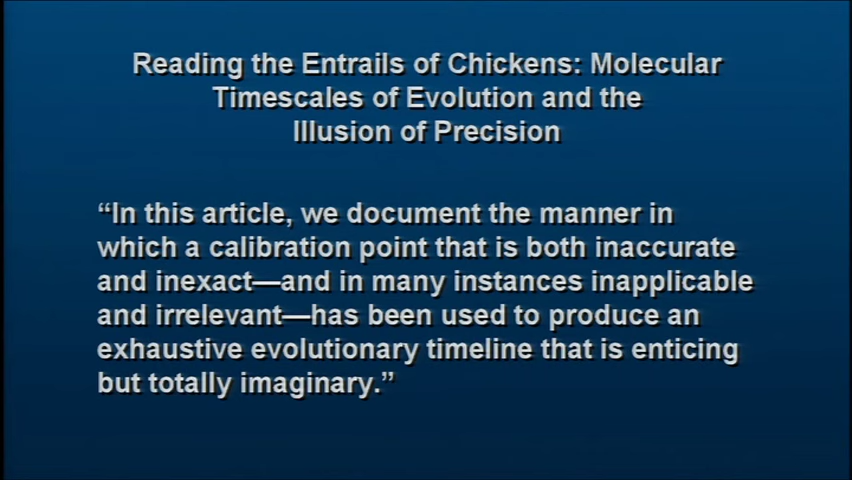 Reading the Entrails of Chickens: Molecular
Timescales of Evolution and the
Illusion of Precision
“In this article, we document the manner in
which a calibration point that is both inaccurate
and inexact—and in many instances inapplicable
and irrelevant—has been used to produce an
exhaustive evolutionary timeline that is enticing
but totally imaginary.”